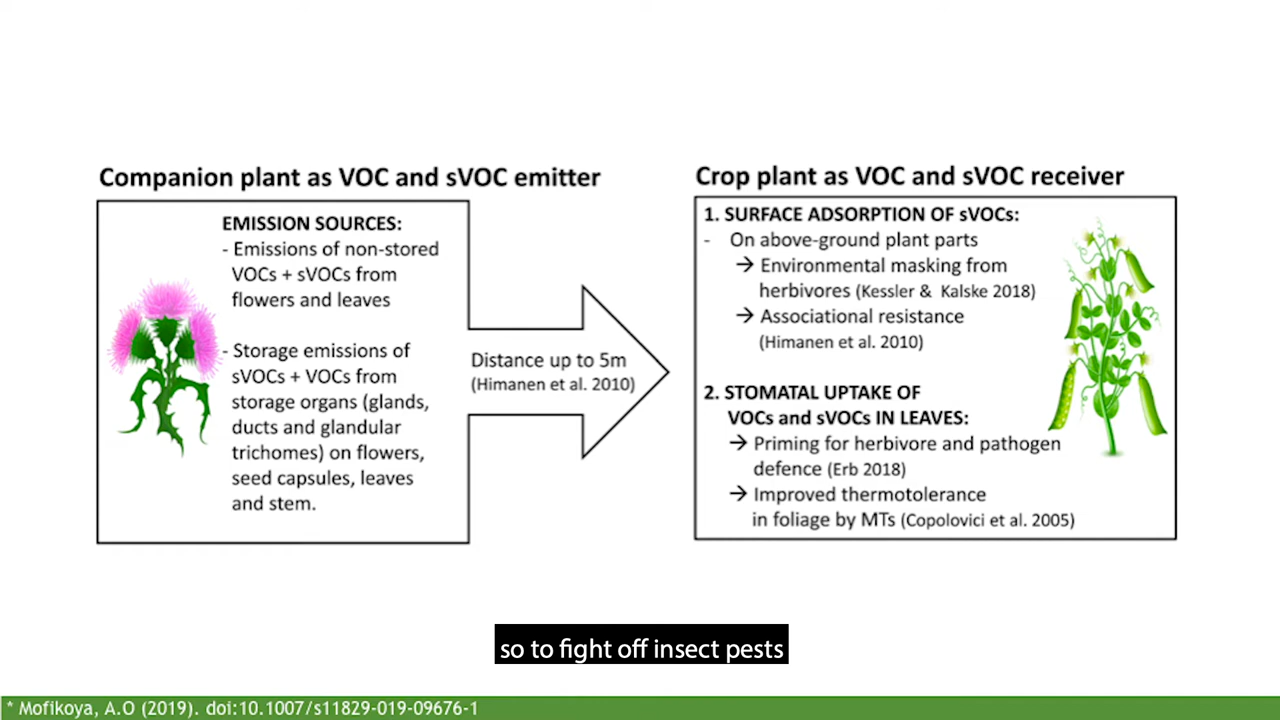 Companion plant as VOC and sVOC emitter
EMISSION SOURCES:
- Emissions of non-stored
VOCs + sVOCs from
flowers and leaves
- Storage emissions of
sVOCs + VOCs from
storage organs (glands,
ducts and glandular
trichomes) on flowers,
seed capsules, leaves
and stem.
Distance up to 5m
(Himanen et al. 2010)
Crop plant as VOC and sVOC receiver
1. SURFACE ADSORPTION OF sVOCs:
- On above-ground plant parts
→ Environmental masking from
herbivores (Kessler & Kalske 2018)
→ Associational resistance
(Himanen et al. 2010)
2. STOMATAL UPTAKE OF
VOCs and sVOCs IN LEAVES:
→ Priming for herbivore and pathogen
defence (Erb 2018)
→ Improved thermotolerance
in foliage by MTs (Copolovici et al. 2005)
so to fight off insect pests
* Mofikoya, A.O (2019). doi:10.1007/s11829-019-09676-1